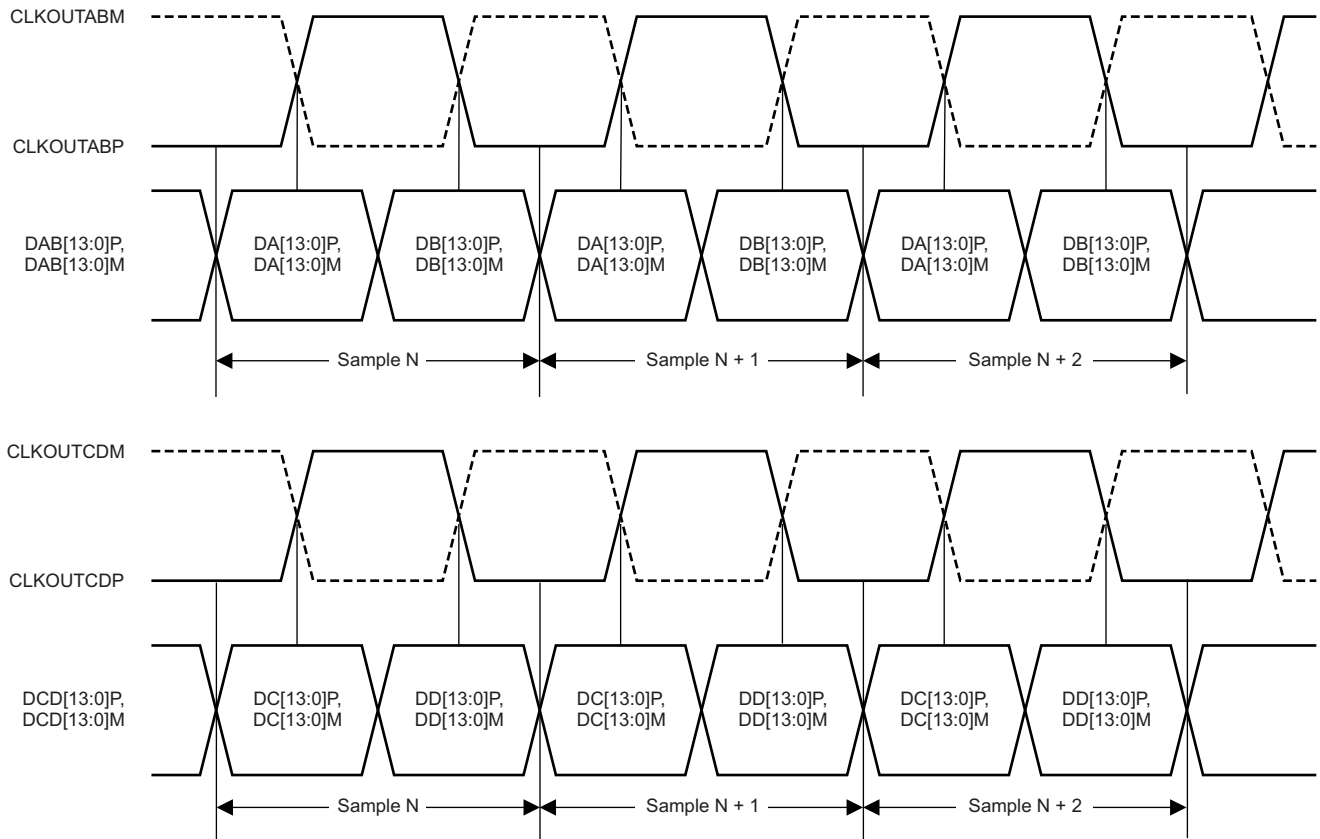 CLKOUTABM
CLKOUTABP
DAB[13:0]P,
DAB[13:0]M
DA[13:0]P,
DA[13:0]M
DB[13:0]P,
DB[13:0]M
DA[13:0]P,
DA[13:0]M
DB[13:0]P,
DB[13:0]M
DA[13:0]P,
DA[13:0]M
DB[13:0]P,
DB[13:0]M
Sample N
Sample N + 1
Sample N + 2
CLKOUTCDM
CLKOUTCDP
DCD[13:0]P,
DCD[13:0]M
DC[13:0]P,
DC[13:0]M
DD[13:0]P,
DD[13:0]M
DC[13:0]P,
DC[13:0]M
DD[13:0]P,
DD[13:0]M
DC[13:0]P,
DC[13:0]M
DD[13:0]P,
DD[13:0]M
Sample N
Sample N + 1
Sample N + 2